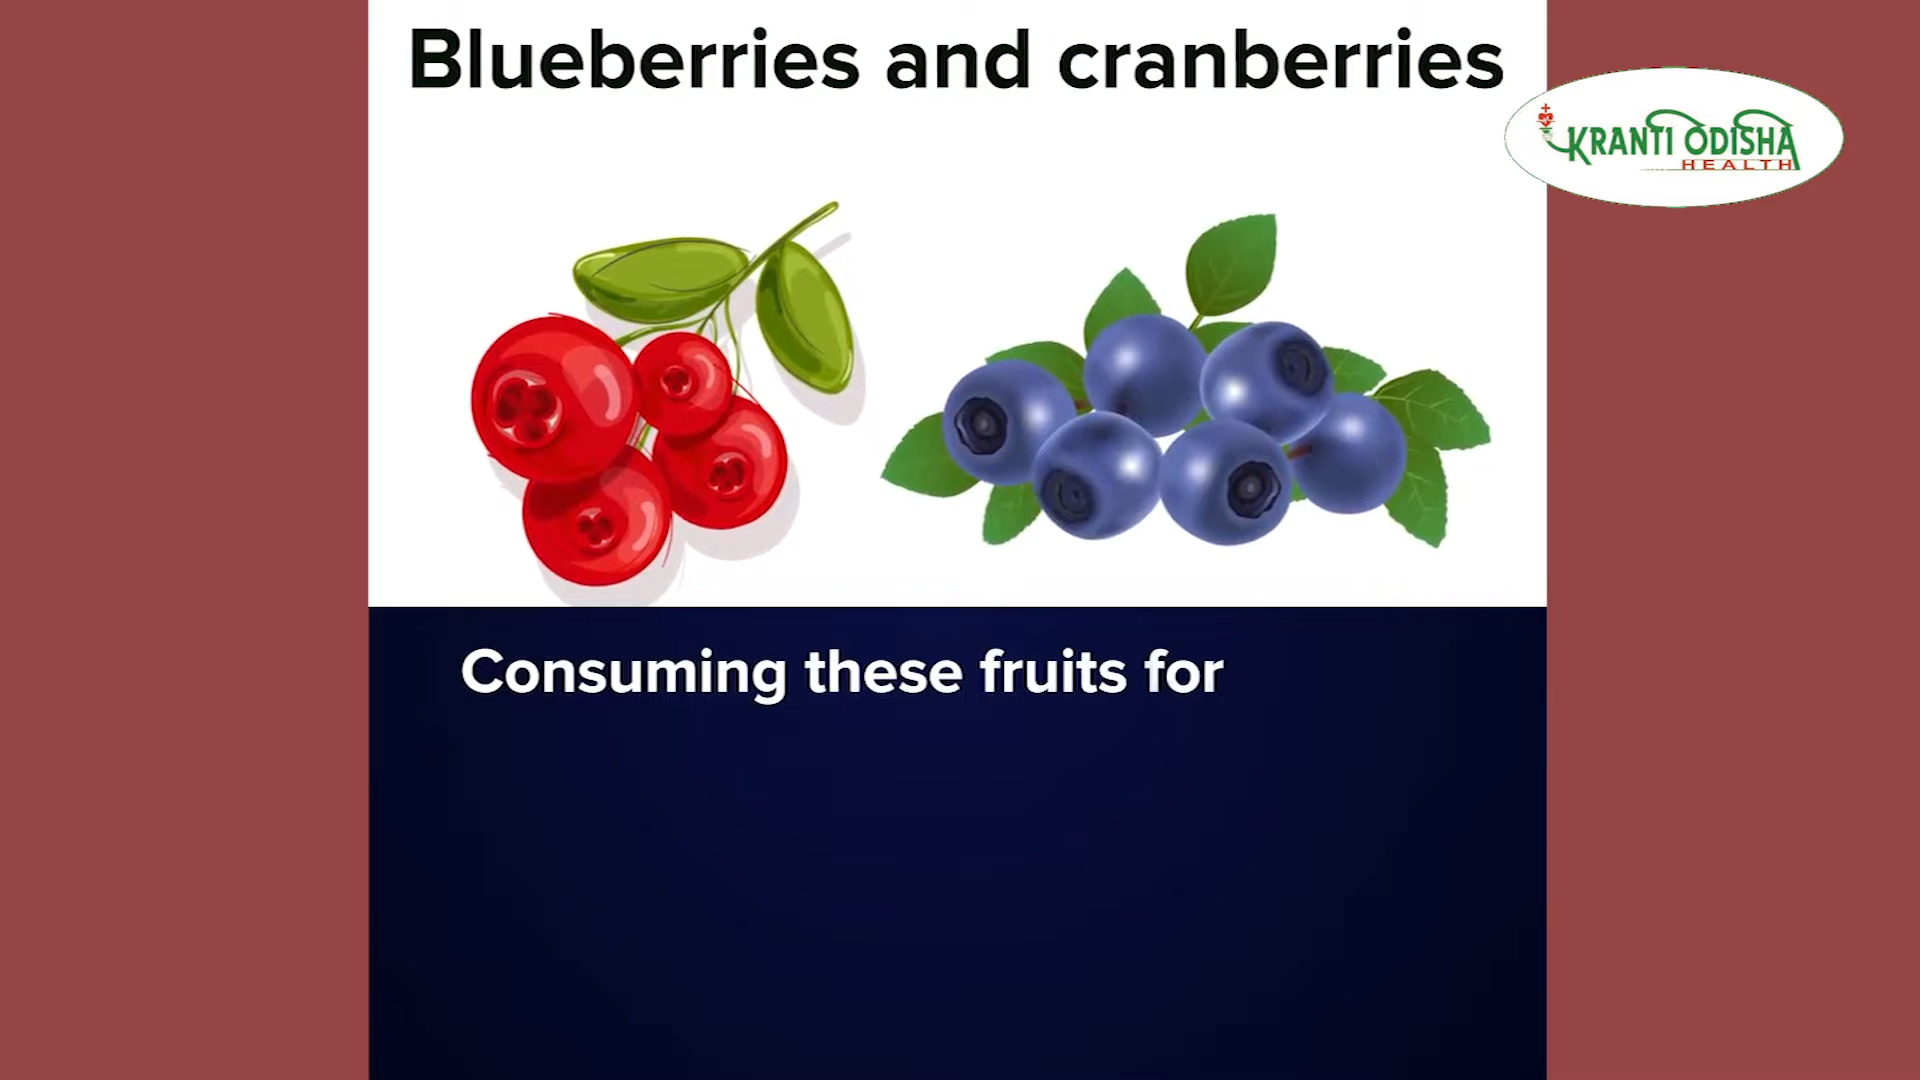 Blueberries and cranberries
KRANTI ODISHA
HEALTH
Consuming these fruits for